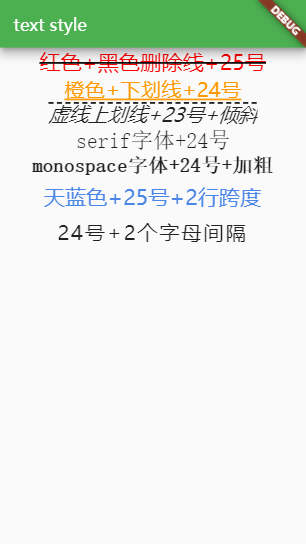 text style
DEBUG
红色+黑色删除线+25号
橙色+下划线+24号
虚线上划线+23号+倾斜
serif字体+24号
monospace字体+24号+加粗
天蓝色+25号+2行跨度
24号+2个字母间隔